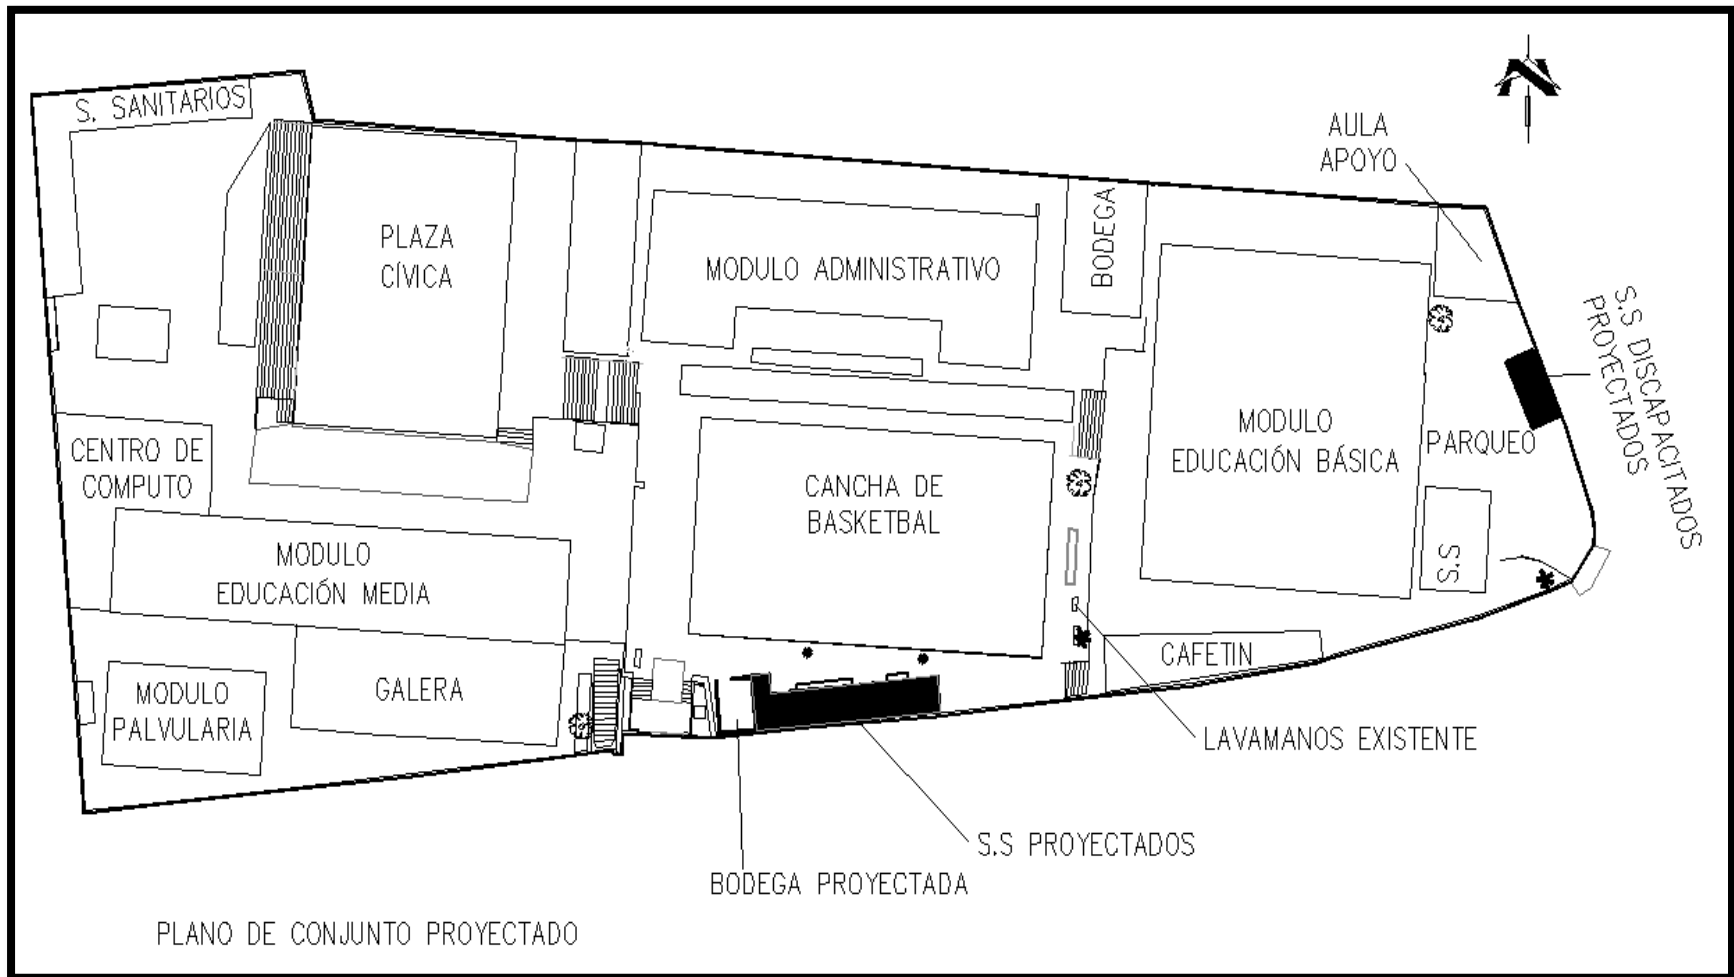 S. SANITARIOS
AULA
APOYO
PLAZA
CÍVICA
MODULO ADMINISTRATIVO
BODEGA
S.S DISCAPACITADOS
PROYECTADOS
CENTRO DE
COMPUTO
CANCHA DE
BASKETBAL
MODULO
EDUCACIÓN BÁSICA
PARQUEO
MODULO
EDUCACIÓN MEDIA
S.S
CAFETIN
MODULO
PALVULARIA
GALERA
LAVAMANOS EXISTENTE
S.S PROYECTADOS
BODEGA PROYECTADA
PLANO DE CONJUNTO PROYECTADO
N